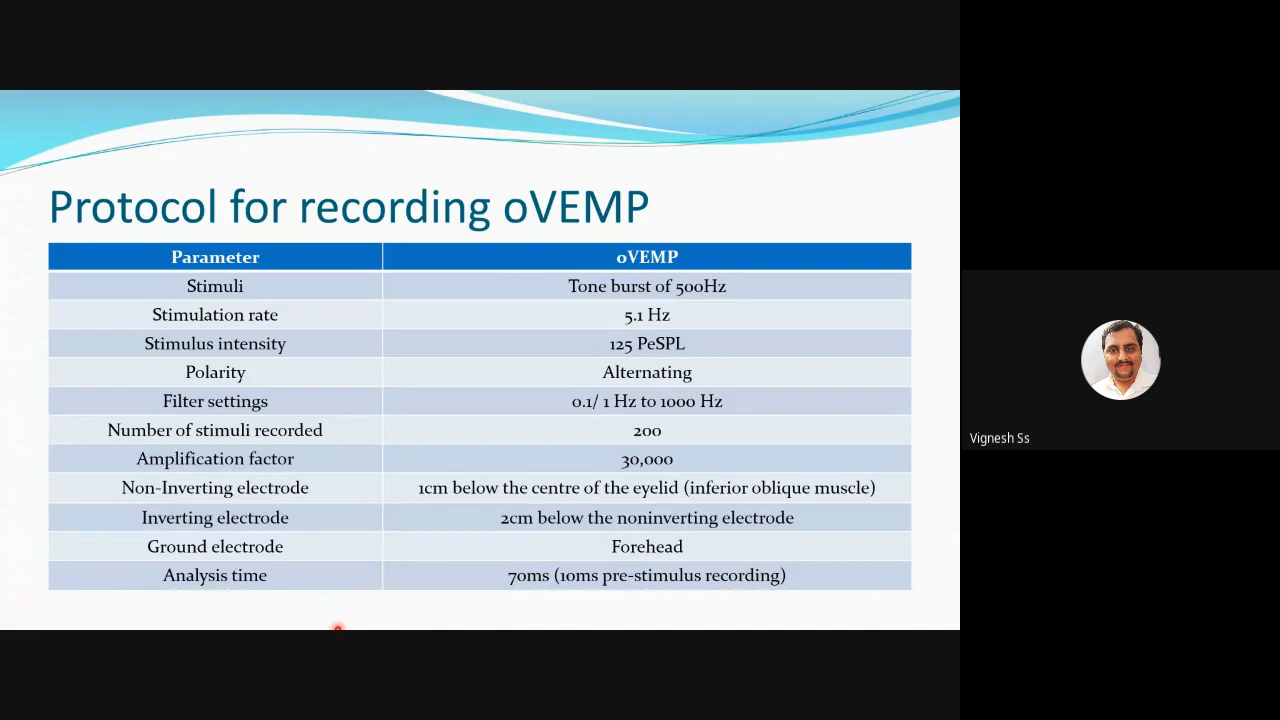 Protocol for recording oVEMP
Parameter oVEMP
Stimuli Tone burst of 500Hz
Stimulation rate 5.1 Hz
Stimulus intensity 125 PeSPL
Polarity Alternating
Filter settings 0.1/ 1 Hz to 1000 Hz
Number of stimuli recorded 200
Amplification factor 30,000
Non-Inverting electrode 1cm below the centre of the eyelid (inferior oblique muscle)
Inverting electrode 2cm below the noninverting electrode
Ground electrode Forehead
Analysis time 70ms (10ms pre-stimulus recording)
Vignesh Ss